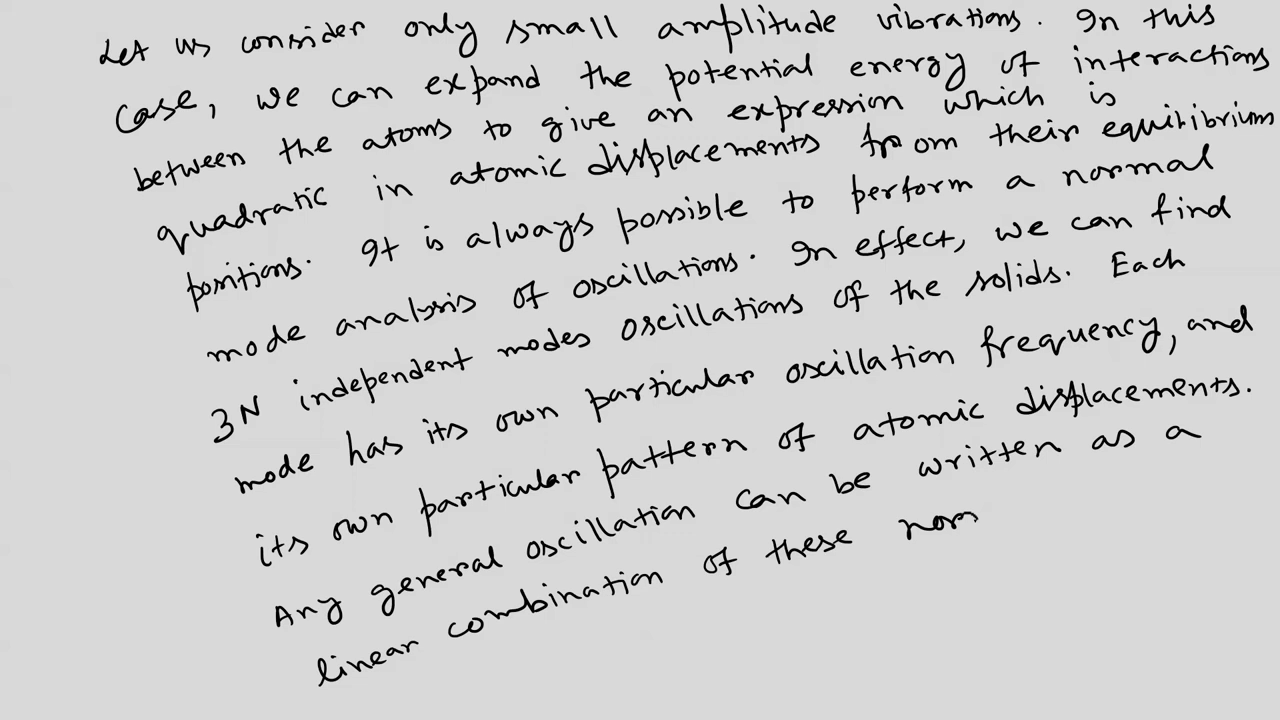 Let us consider only small amplitude vibrations. In this
case, we can expand the potential energy of interactions
between the atoms to give an expression which is
quadratic in atomic displacements from their equilibrium
positions. It is always possible to perform a normal
mode analysis of oscillations. In effect, we can find
3N independent modes oscillations of the solids. Each
mode has its own particular oscillation frequency, and
its own particular pattern of atomic displacements.
Any general oscillation can be written as a
linear combination of these nor